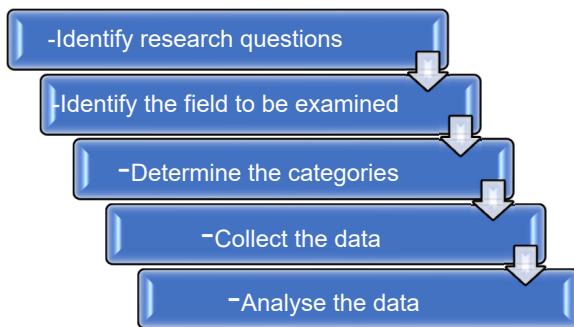 -Identify research questions
-Identify the field to be examined
-Determine the categories
-Collect the data
-Analyse the data